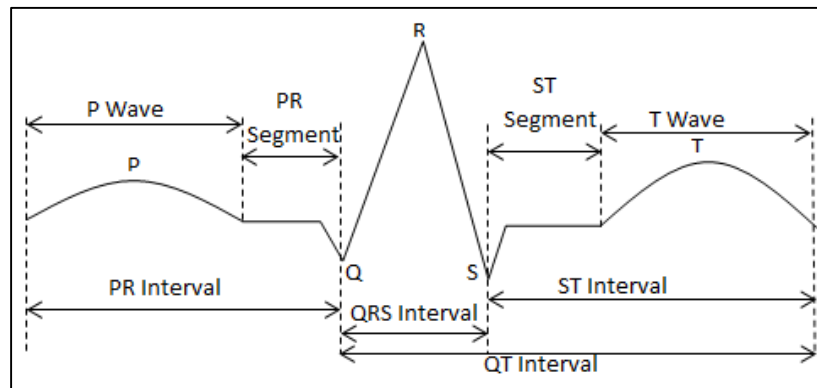 R
P Wave
PR
Segment
ST
Segment
T Wave
P
T
Q
S
PR Interval
QRS Interval
ST Interval
QT Interval